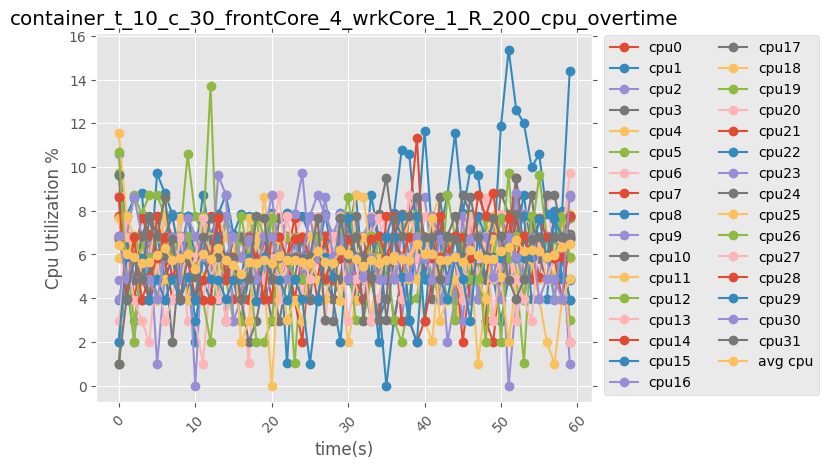 container_t_10_c_30_frontCore_4_wrkCore_1_R_200_cpu_overtime
Cpu Utilization %
16
14
12
10
8
6
4
2
0
0
10
20
30
40
50
60
time(s)
cpu0
cpu1
cpu2
cpu3
cpu4
cpu5
cpu6
cpu7
cpu8
cpu9
cpu10
cpu11
cpu12
cpu13
cpu14
cpu15
cpu16
cpu17
cpu18
cpu19
cpu20
cpu21
cpu22
cpu23
cpu24
cpu25
cpu26
cpu27
cpu28
cpu29
cpu30
cpu31
avg cpu